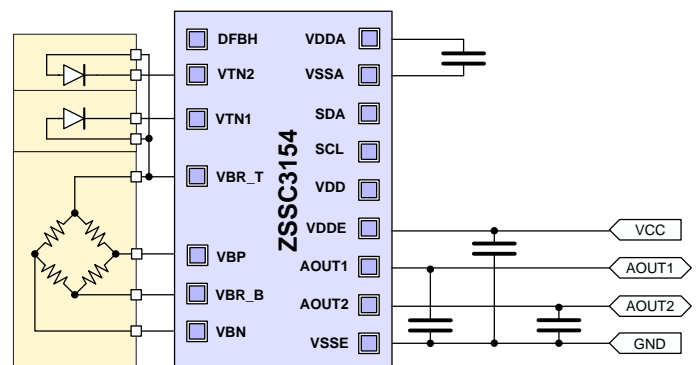 DFBH
VTN2
VTN1
VBR_T
VBP
VBR_B
VBN
ZSSC3154
VDDA
VSSA
SDA
SCL
VDD
VDDE
AOUT1
AOUT2
VSSE
VCC
AOUT1
AOUT2
GND